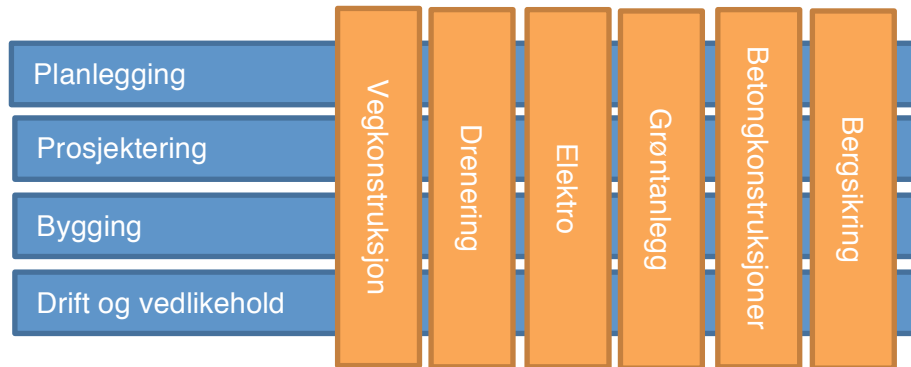 Planlegging
Prosjektering
Bygging
Drift og vedlikehold
Vegkonstruksjon
Drenering
Elektro
Grøntanlegg
Betongkonstruksjoner
Bergsikring